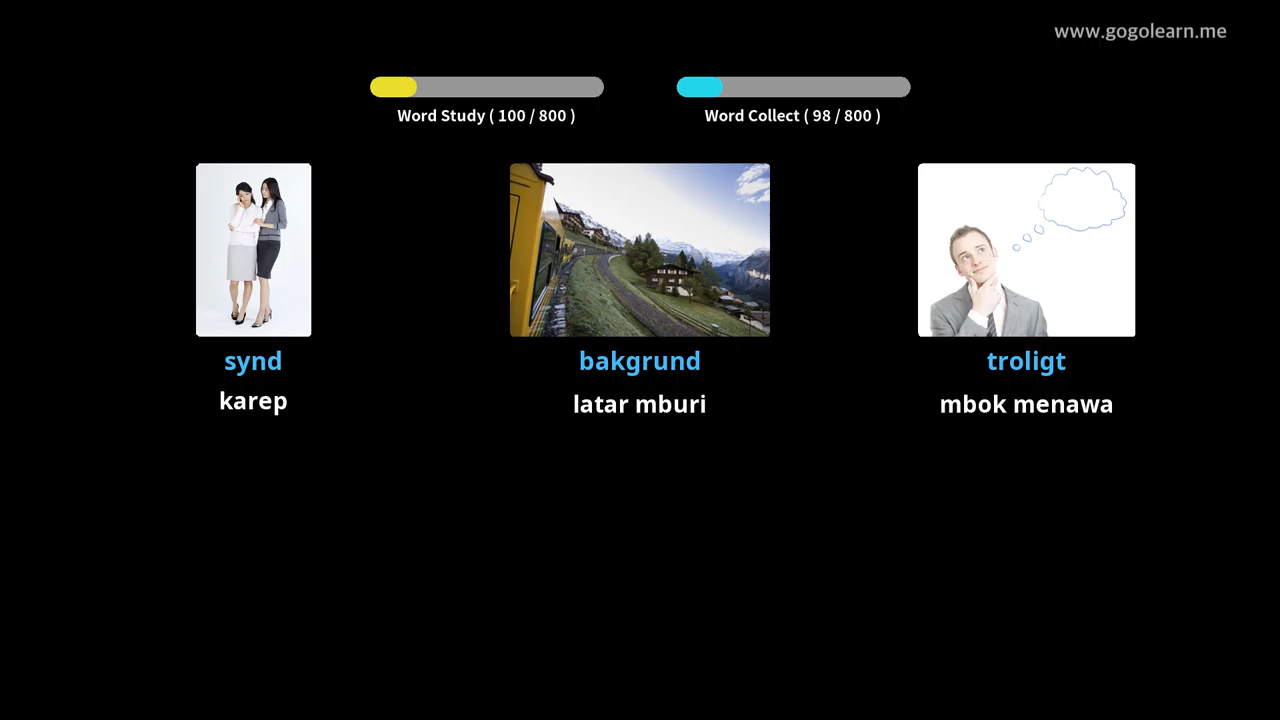 www.gogolearn.me
Word Study ( 100 / 800 )
Word Collect ( 98 / 800 )
synd
karep
bakgrund
latar mburi
troligt
mbok menawa